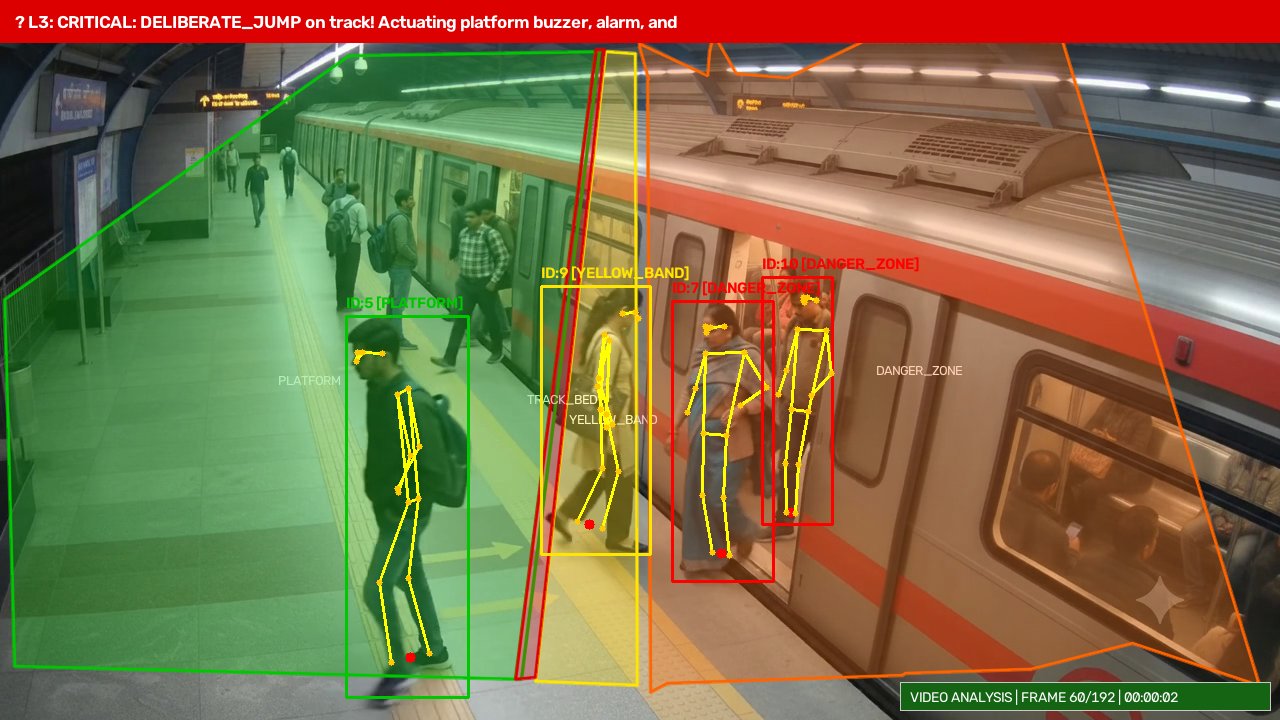 ? L3: CRITICAL: DELIBERATE_JUMP on track! Actuating platform buzzer, alarm, and
ID:10 [DANGER_ZONE]
ID:9 [YELLOW_BAND]
ID:7 [DANGER_ZONE]
ID:5 [PLATFORM]
DANGER_ZONE
PLATFORM
TRACK_BED
YELLOW_BAND
VIDEO ANALYSIS | FRAME 60/192 | 00:00:02